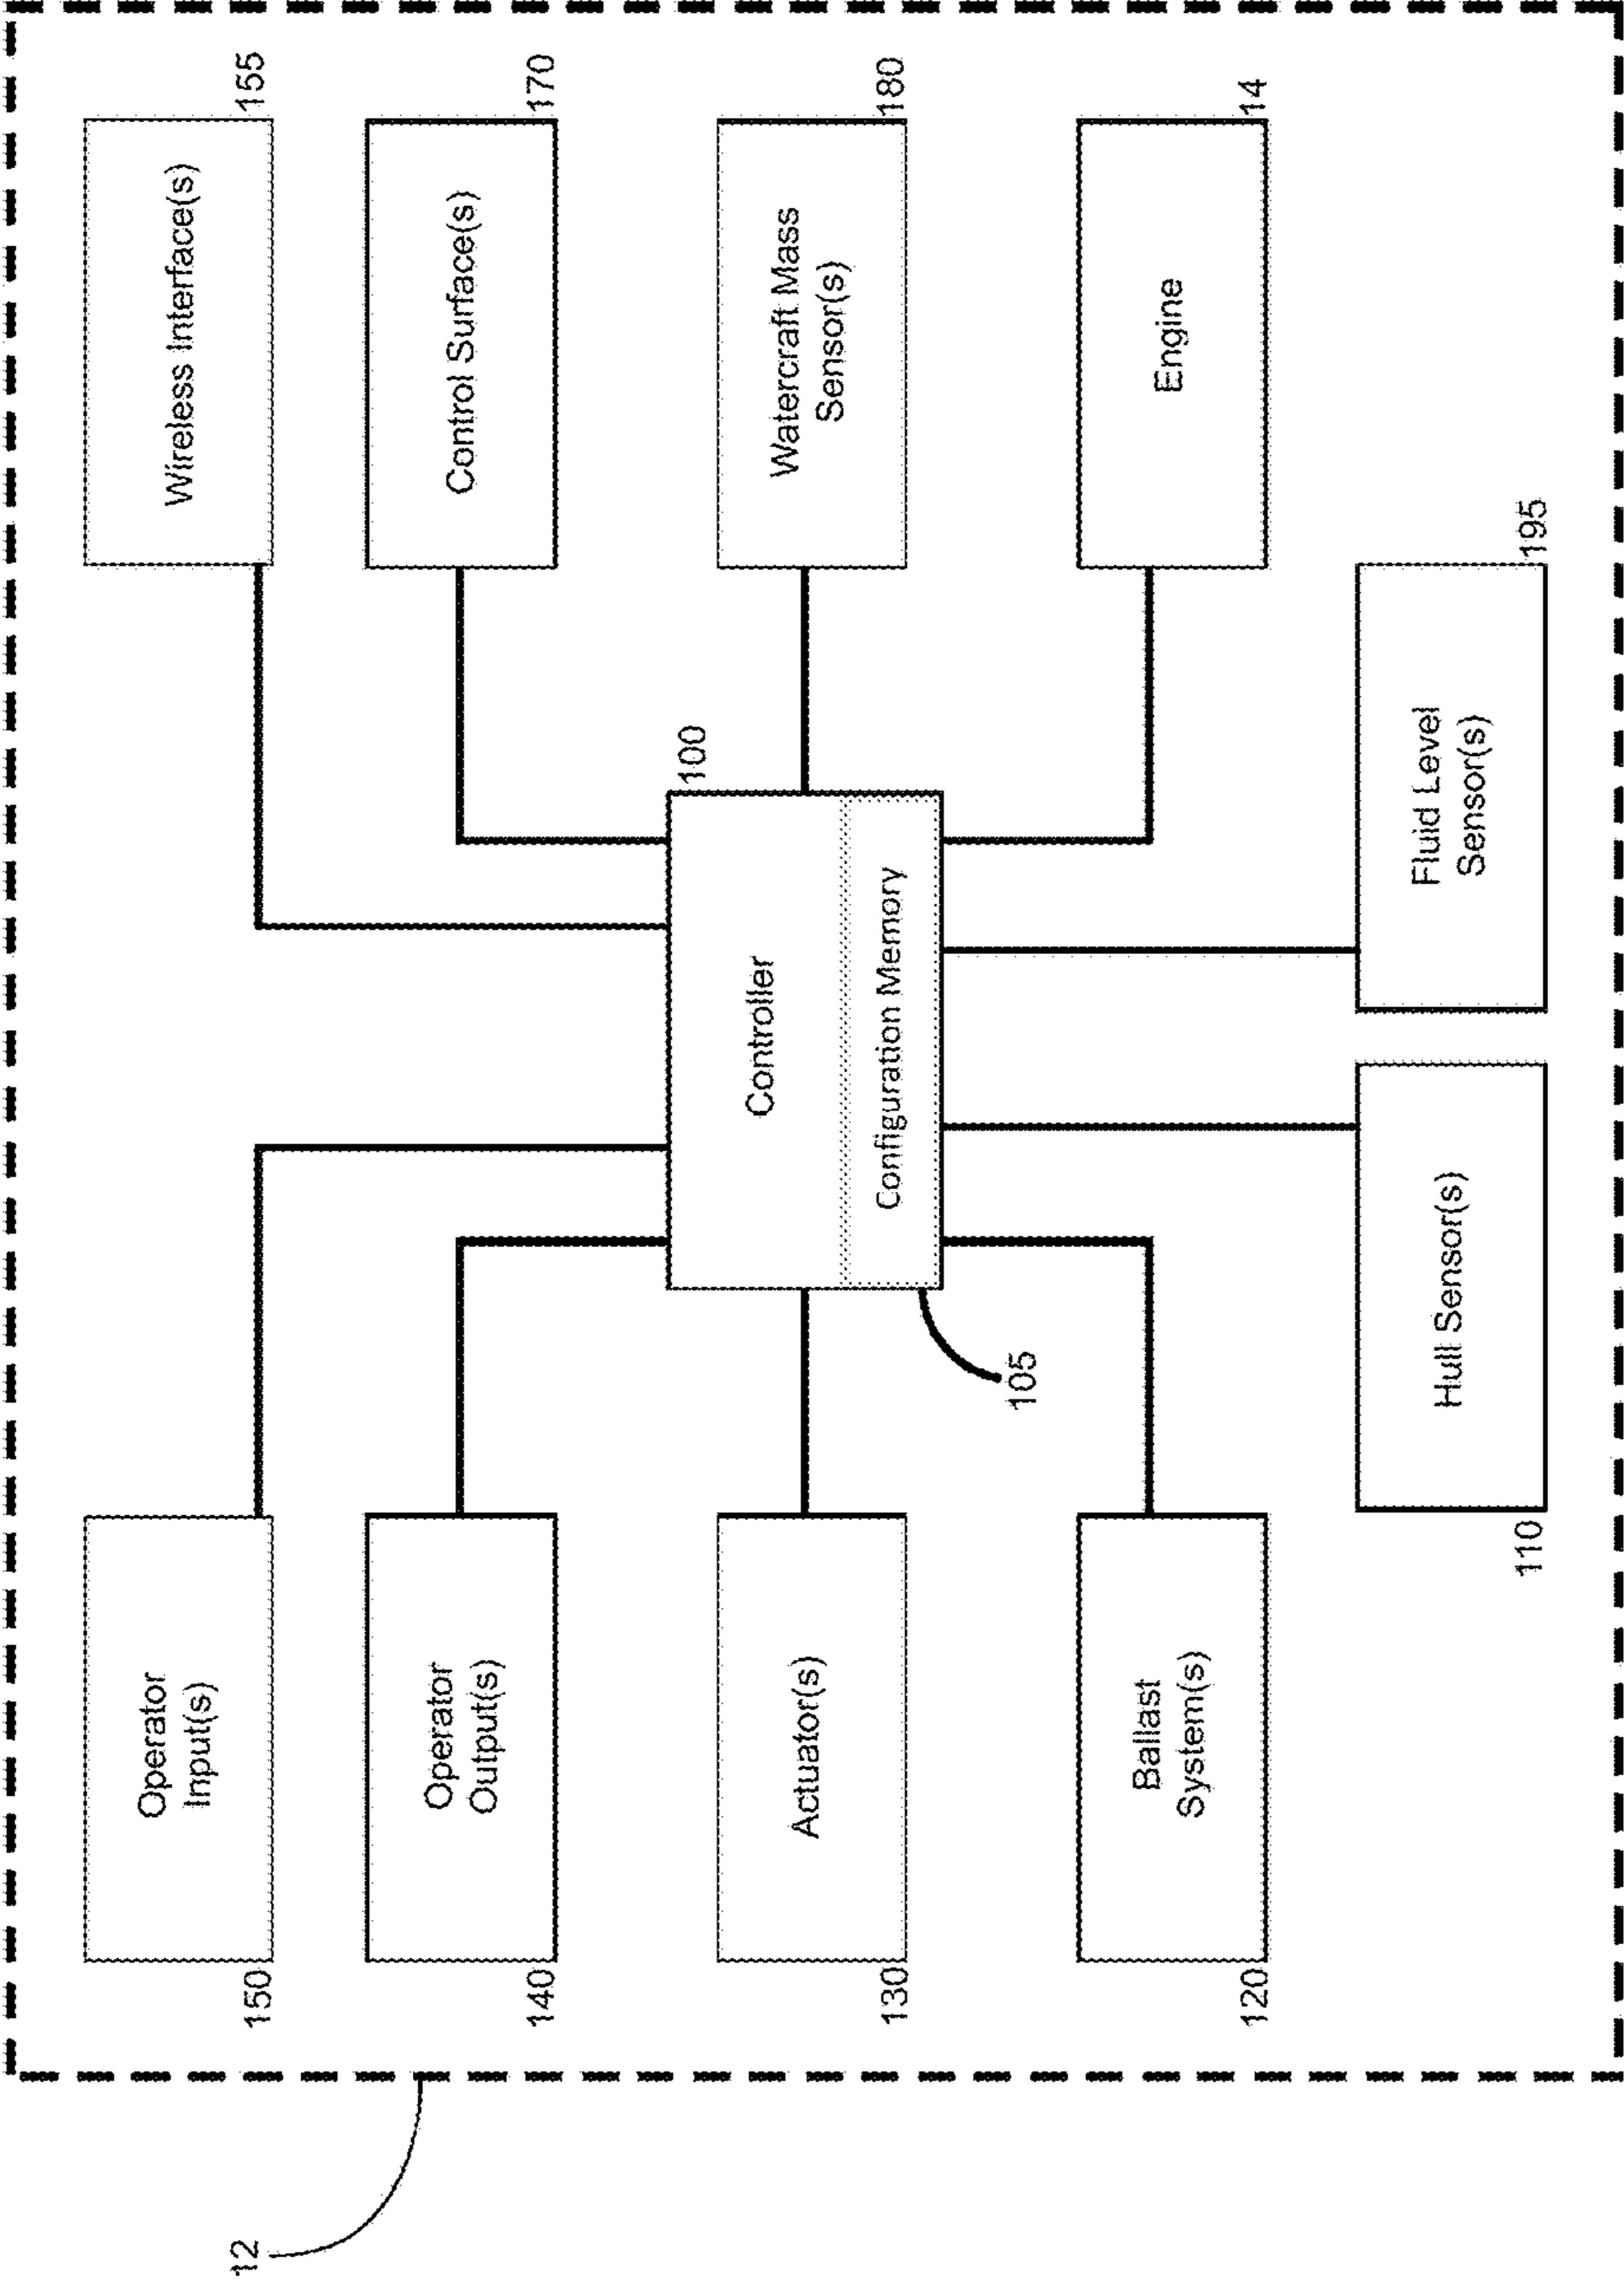 Operator
Input(s)
150
Wireless Interface(s)
155
Operator
Output(s)
140
Control Surface(s)
170
100
Controller
Configuration Memory
105
Actuator(s)
130
Watercraft Mass
Sensor(s)
180
Ballast
System(s)
120
Engine
14
Hull Sensor(s)
110
Fluid Level
Sensor(s)
195
12